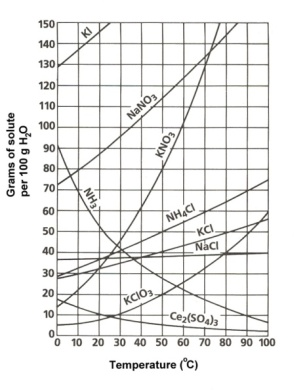 150
140
130
120
110
100
90
80
70
60
50
40
30
20
10
0
Grams of solute
per 100 g H₂O
KI
NaNO₃
KNO₃
NH₃
NH₄Cl
KCl
NaCl
KClO₃
Ce₂(SO₄)₃
0 10 20 30 40 50 60 70 80 90 100
Temperature (°C)